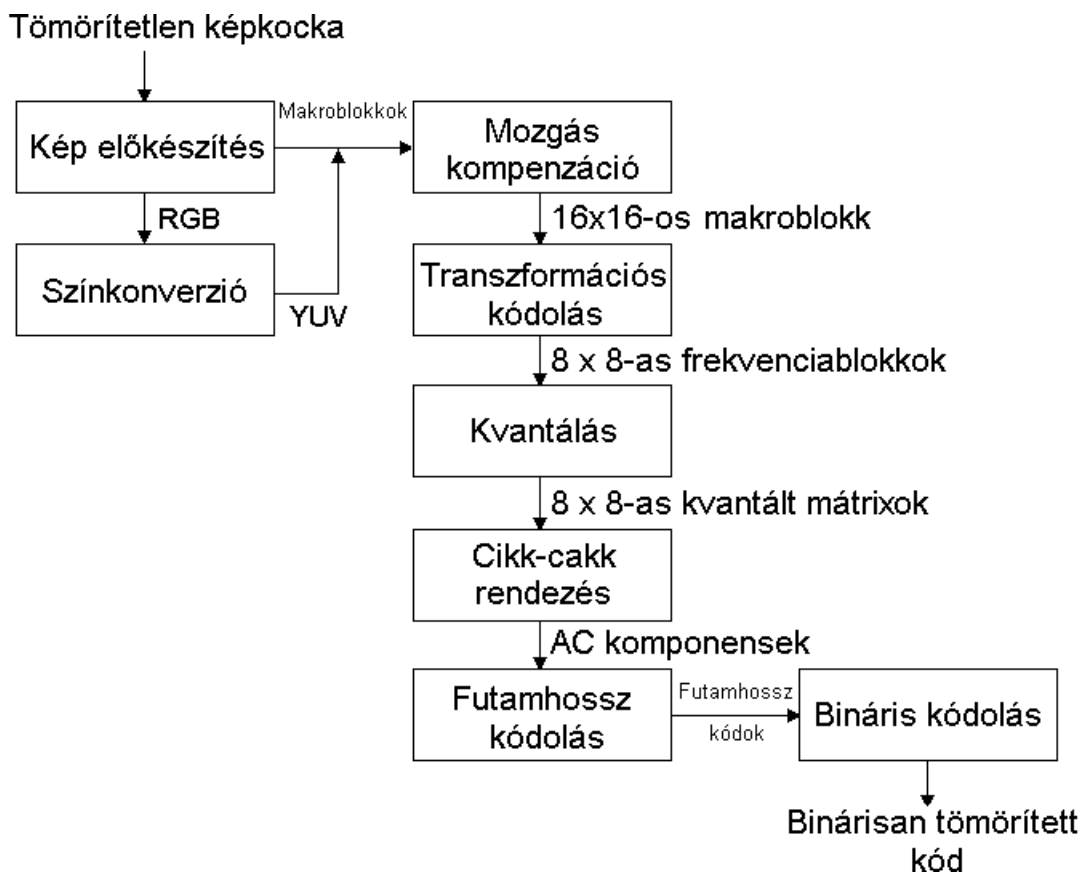 Tömörítetlen képkocka
Kép előkészítés
Makroblokkok
Mozgás
kompenzáció
RGB
16x16-os makroblokk
Színkonverzió
YUV
Transzformációs
kódolás
8 x 8-as frekvenciablokkok
Kvantálás
8 x 8-as kvantált mátrixok
Cikk-cakk
rendezés
AC komponensek
Futamhossz
kódolás
Futamhossz
kódok
Bináris kódolás
Binárisan tömörített
kód